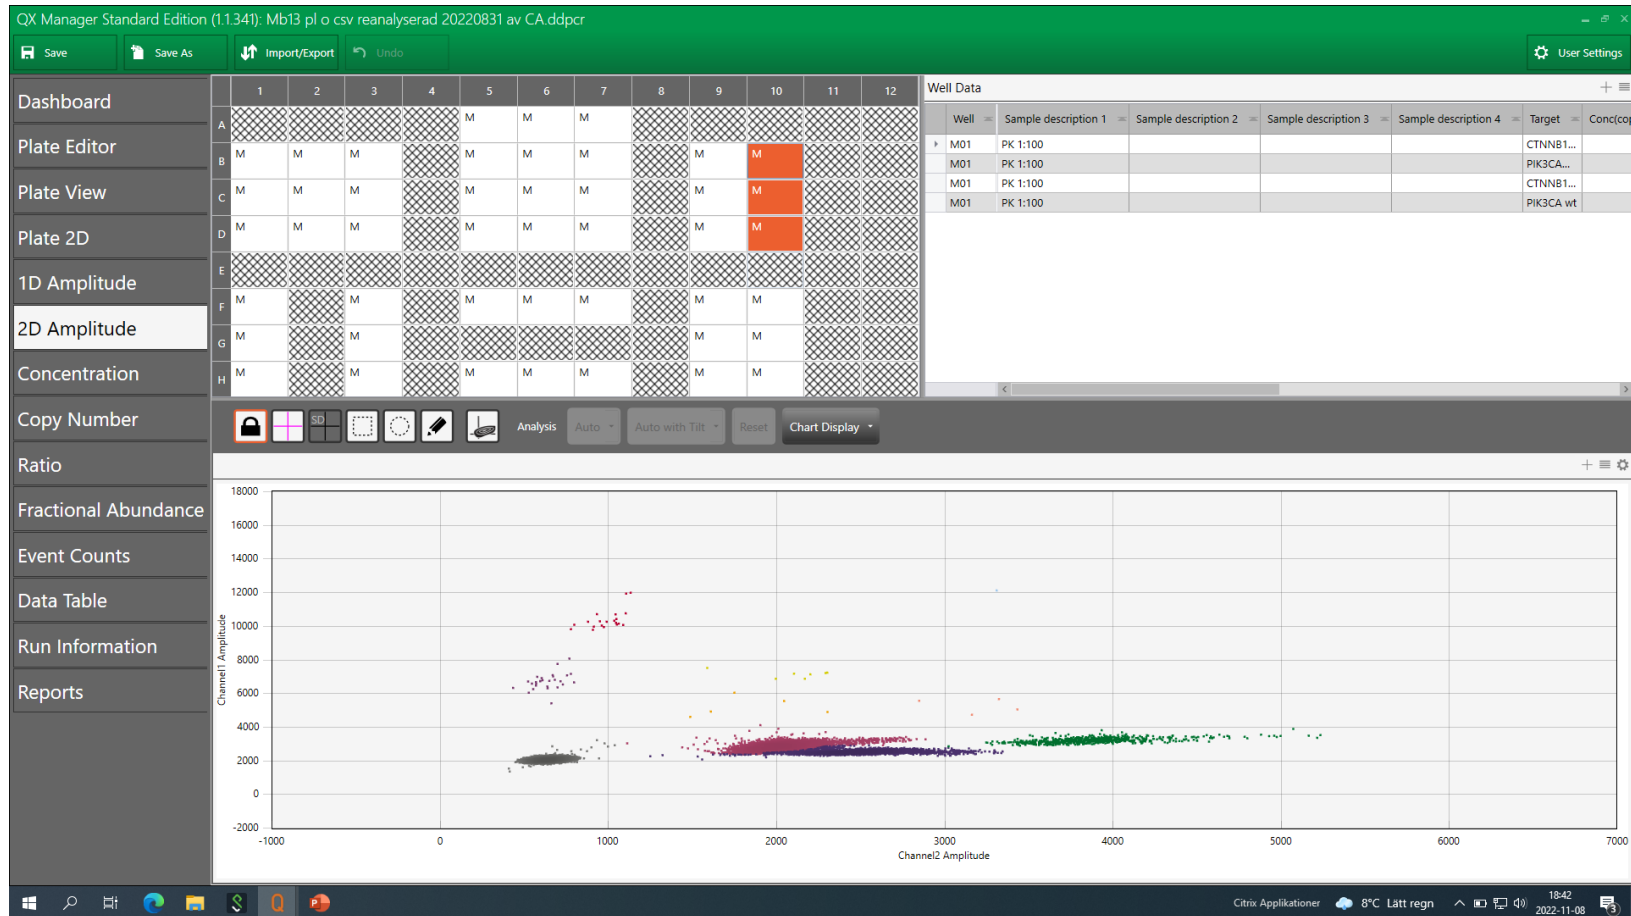 QX Manager Standard Edition (1.1.341): Mb13 pl o csv reanalyserad 20220831 av CA.ddpcr
Save Save As Import/Export Undo User Settings
Dashboard
Plate Editor
Plate View
Plate 2D
1D Amplitude
2D Amplitude
Concentration
Copy Number
Ratio
Fractional Abundance
Event Counts
Data Table
Run Information
Reports
1 2 3 4 5 6 7 8 9 10 11 12
A M M M
B M M M M M M M M
C M M M M M M M M
D M M M M M M M M
E
F M M M M M M M
G M M M M
H M M M M M M M
Well Data
Well Sample description 1 Sample description 2 Sample description 3 Sample description 4 Target Conc(cop
M01 PK 1:100 CTNNB1...
M01 PK 1:100 PIK3CA...
M01 PK 1:100 CTNNB1...
M01 PK 1:100 PIK3CA wt
SD Analysis Auto Auto with Tilt Reset Chart Display
18000
16000
14000
12000
10000
8000
6000
4000
2000
0
-2000
Channel1 Amplitude
-1000 0 1000 2000 3000 4000 5000 6000 7000
Channel2 Amplitude
Citrix Applikationer 8°C Lätt regn 18:42
2022-11-08 3